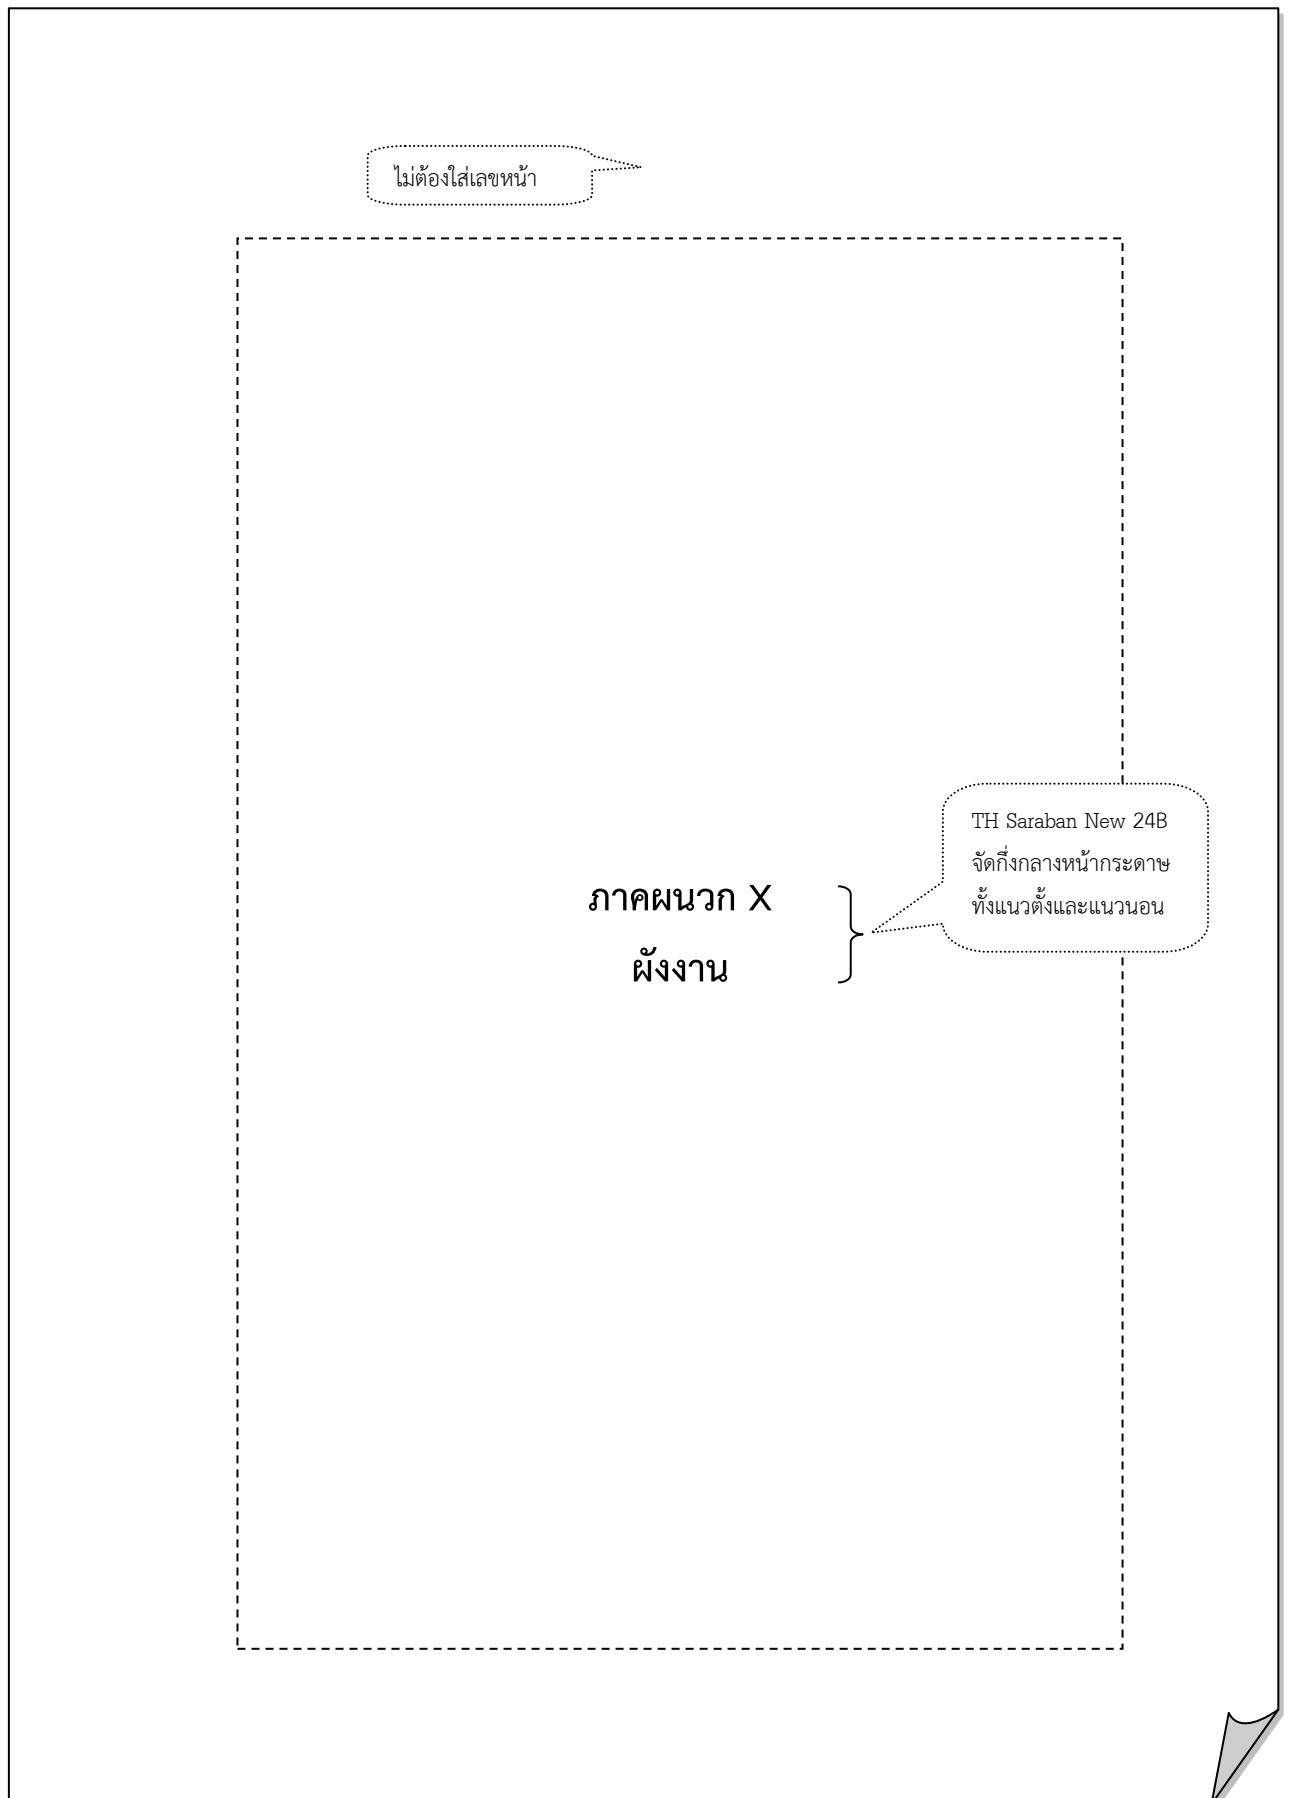 ไม่ต้องใส่เลขหน้า
TH Saraban New 24B
จัดกึ่งกลางหน้ากระดาษ
ทั้งแนวตั้งและแนวนอน
ภาคผนวก X
ผังงาน